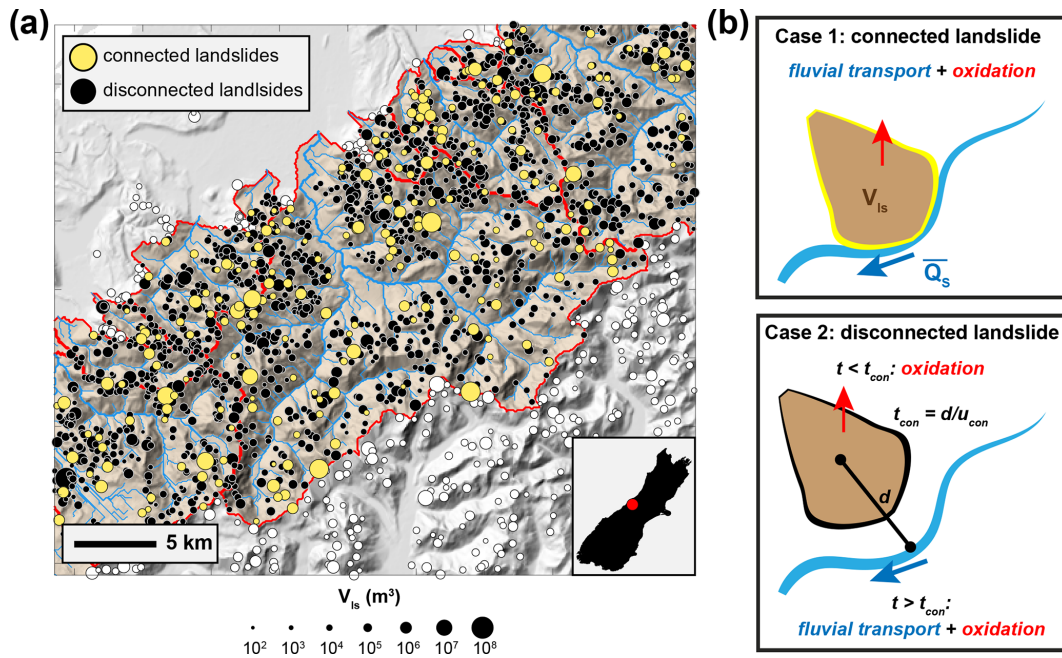 (a)
connected landslides
disconnected landlsides
5 km
V_ls (m³)
10² 10³ 10⁴ 10⁵ 10⁶ 10⁷ 10⁸
(b)
Case 1: connected landslide
fluvial transport + oxidation
V_ls
Q̅_S
Case 2: disconnected landslide
t < t_con: oxidation
t_con = d/u_con
d
t > t_con:
fluvial transport + oxidation